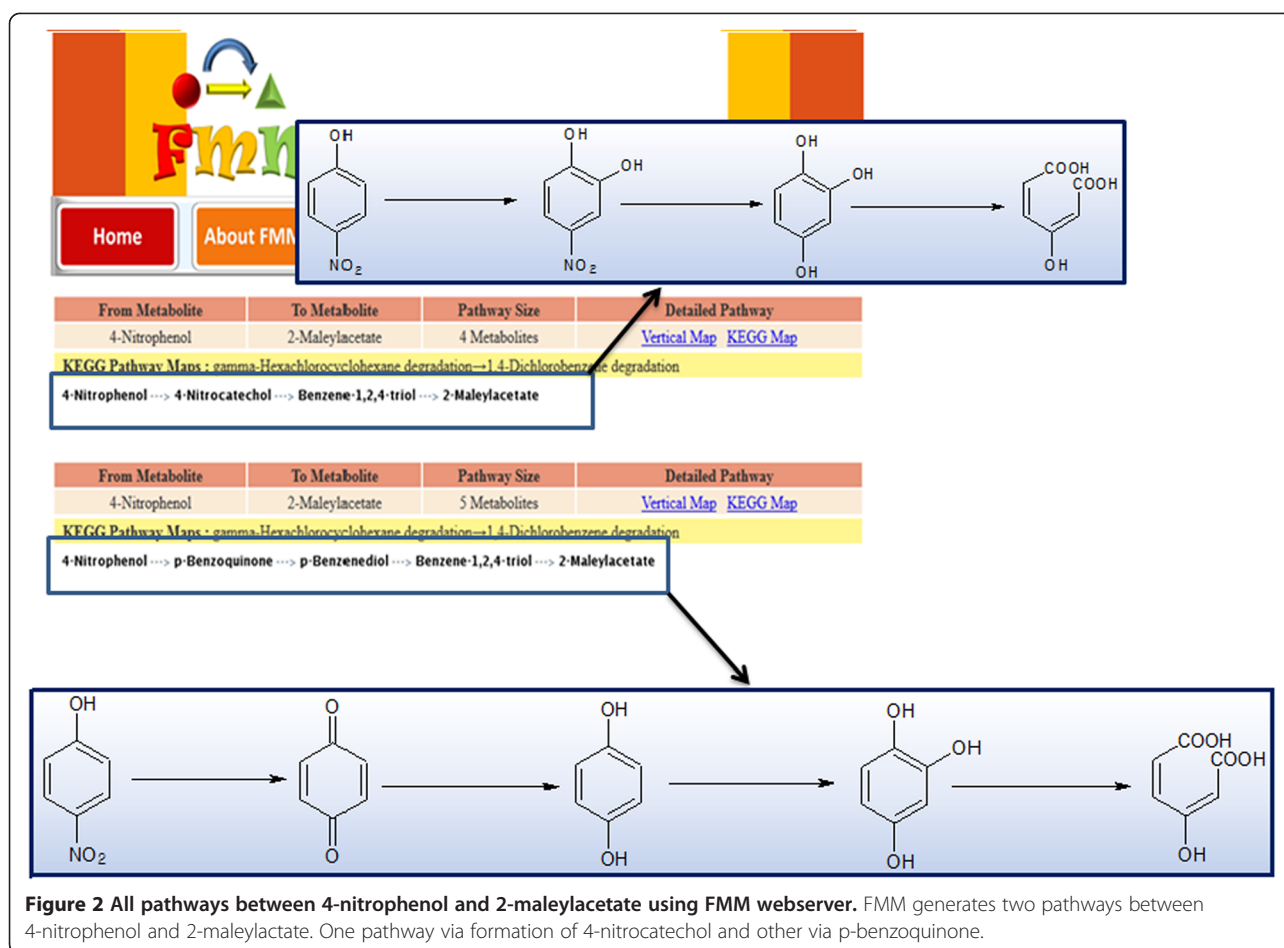 Fmm
OH
OH
OH
OH
OH
COOH
COOH
NO2
NO2
OH
OH
Home
About FMM
From Metabolite To Metabolite Pathway Size Detailed Pathway
4-Nitrophenol 2-Maleylacetate 4 Metabolites Vertical Map KEGG Map
KEGG Pathway Maps : gamma-Hexachlorocyclohexane degradation→1,4-Dichlorobenzene degradation
4-Nitrophenol ---> 4-Nitrocatechol ---> Benzene-1,2,4-triol ---> 2-Maleylacetate
From Metabolite To Metabolite Pathway Size Detailed Pathway
4-Nitrophenol 2-Maleylacetate 5 Metabolites Vertical Map KEGG Map
KEGG Pathway Maps : gamma-Hexachlorocyclohexane degradation→1,4-Dichlorobenzene degradation
4-Nitrophenol ---> p-Benzoquinone ---> p-Benzenediol ---> Benzene-1,2,4-triol ---> 2-Maleylacetate
OH
O
OH
OH
OH
COOH
COOH
NO2
O
OH
OH
OH
Figure 2 All pathways between 4-nitrophenol and 2-maleylacetate using FMM webserver. FMM generates two pathways between
4-nitrophenol and 2-maleylactate. One pathway via formation of 4-nitrocatechol and other via p-benzoquinone.